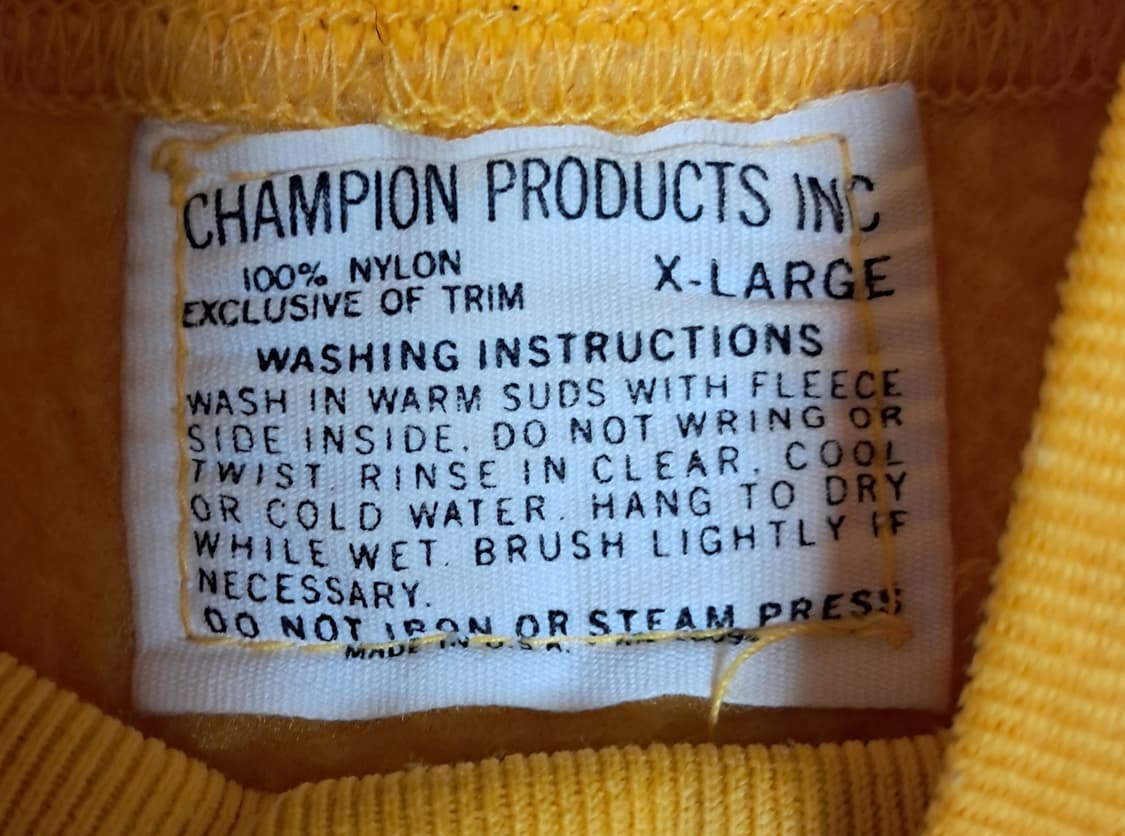 CHAMPION PRODUCTS INC
100% NYLON
EXCLUSIVE OF TRIM
X-LARGE
WASHING INSTRUCTIONS
WASH IN WARM SUDS WITH FLEECE
SIDE INSIDE. DO NOT WRING OR
TWIST. RINSE IN CLEAR, COOL
OR COLD WATER. HANG TO DRY
WHILE WET. BRUSH LIGHTLY IF
NECESSARY.
DO NOT IRON OR STEAM PRESS
MADE IN U.S.A.